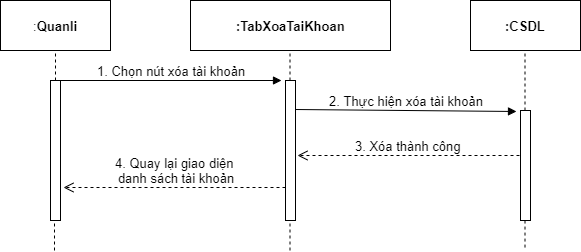 :Quanli
:TabXoaTaiKhoan
:CSDL
1. Chọn nút xóa tài khoản
2. Thực hiện xóa tài khoản
3. Xóa thành công
4. Quay lại giao diện
danh sách tài khoản